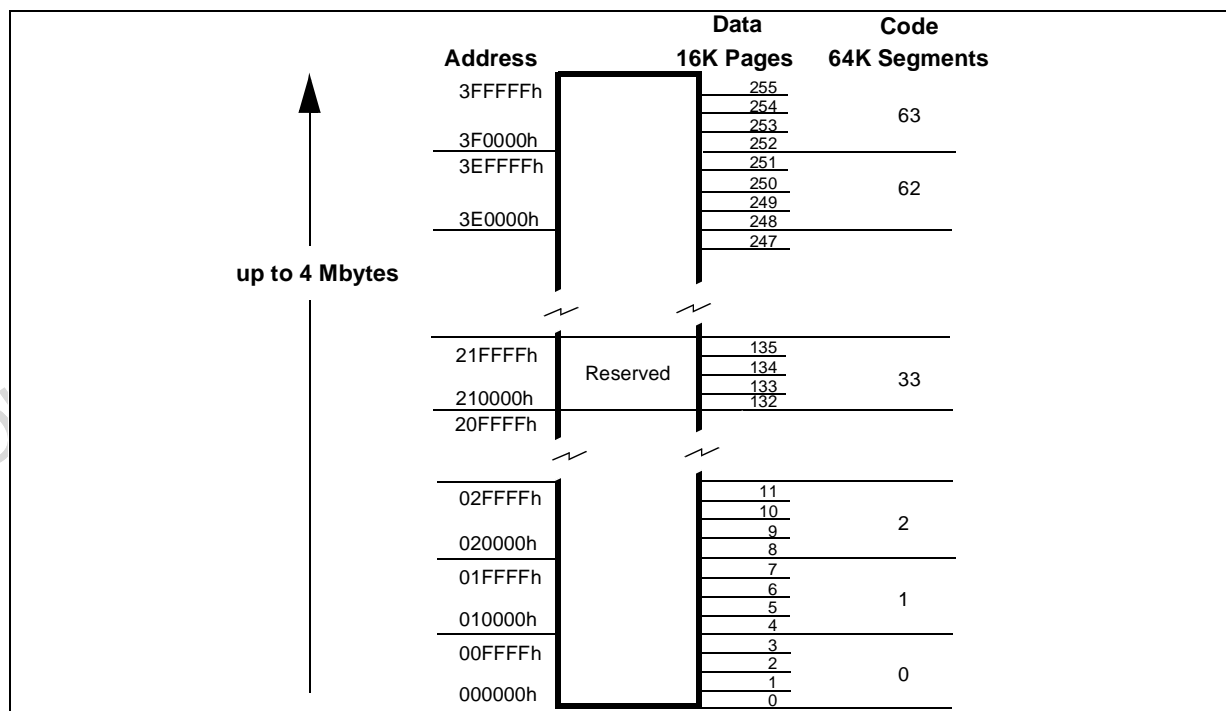 Data Code
Address 16K Pages 64K Segments
3FFFFFh 255
254
253 63
3F0000h 252
3EFFFFh 251
250 62
249
3E0000h 248
247
up to 4 Mbytes
21FFFFh 135
Reserved 134 33
133
210000h 132
20FFFFh
02FFFFh 11
10
9 2
020000h 8
01FFFFh 7
6
5 1
010000h 4
00FFFFh 3
2
1 0
000000h 0